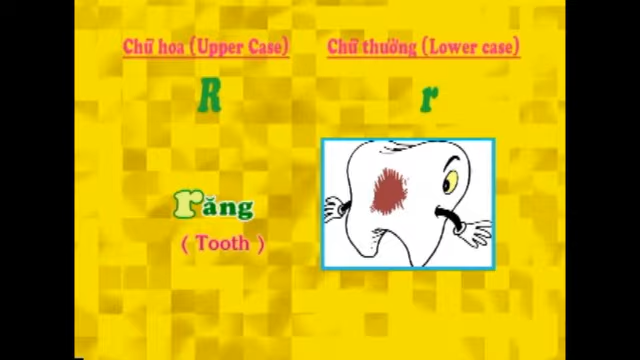 Chữ hoa (Upper Case)
Chữ thường (Lower case)
R
r
răng
( Tooth )